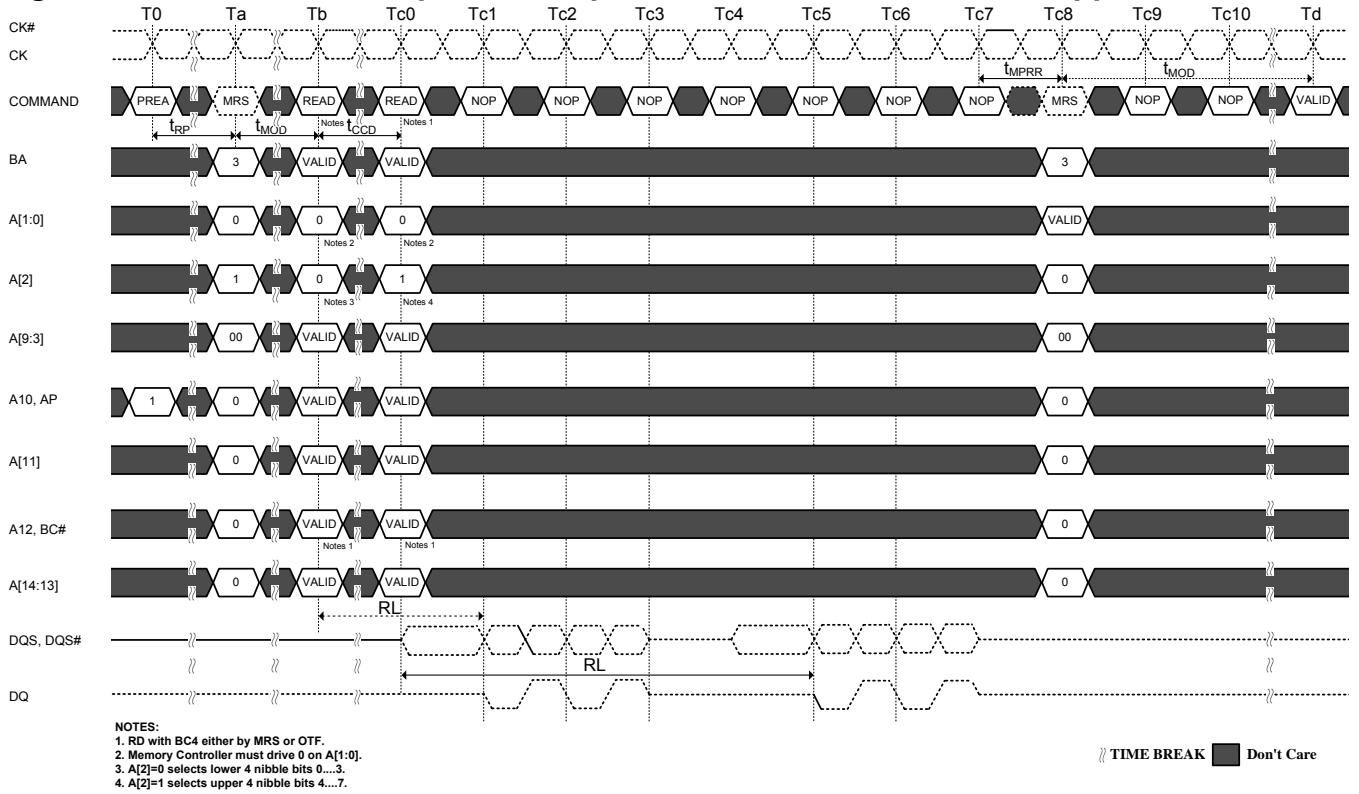 T0 Ta Tb Tc0 Tc1 Tc2 Tc3 Tc4 Tc5 Tc6 Tc7 Tc8 Tc9 Tc10 Td
CK#
CK
tMPRR tMOD
COMMAND PREA MRS READ READ NOP NOP NOP NOP NOP NOP NOP MRS NOP NOP VALID
Notes 1 Notes 1
tRP tMOD tCCD
BA 3 VALID VALID 3
A[1:0] 0 0 0 VALID
Notes 2 Notes 2
A[2] 1 0 1 0
Notes 3 Notes 4
A[9:3] 00 VALID VALID 00
A10, AP 1 0 VALID VALID 0
A[11] 0 VALID VALID 0
A12, BC# 0 VALID VALID 0
Notes 1 Notes 1
A[14:13] 0 VALID VALID 0
RL
DQS, DQS#
RL
DQ
NOTES:
1. RD with BC4 either by MRS or OTF.
2. Memory Controller must drive 0 on A[1:0].
3. A[2]=0 selects lower 4 nibble bits 0....3.
4. A[2]=1 selects upper 4 nibble bits 4....7.
TIME BREAK Don't Care